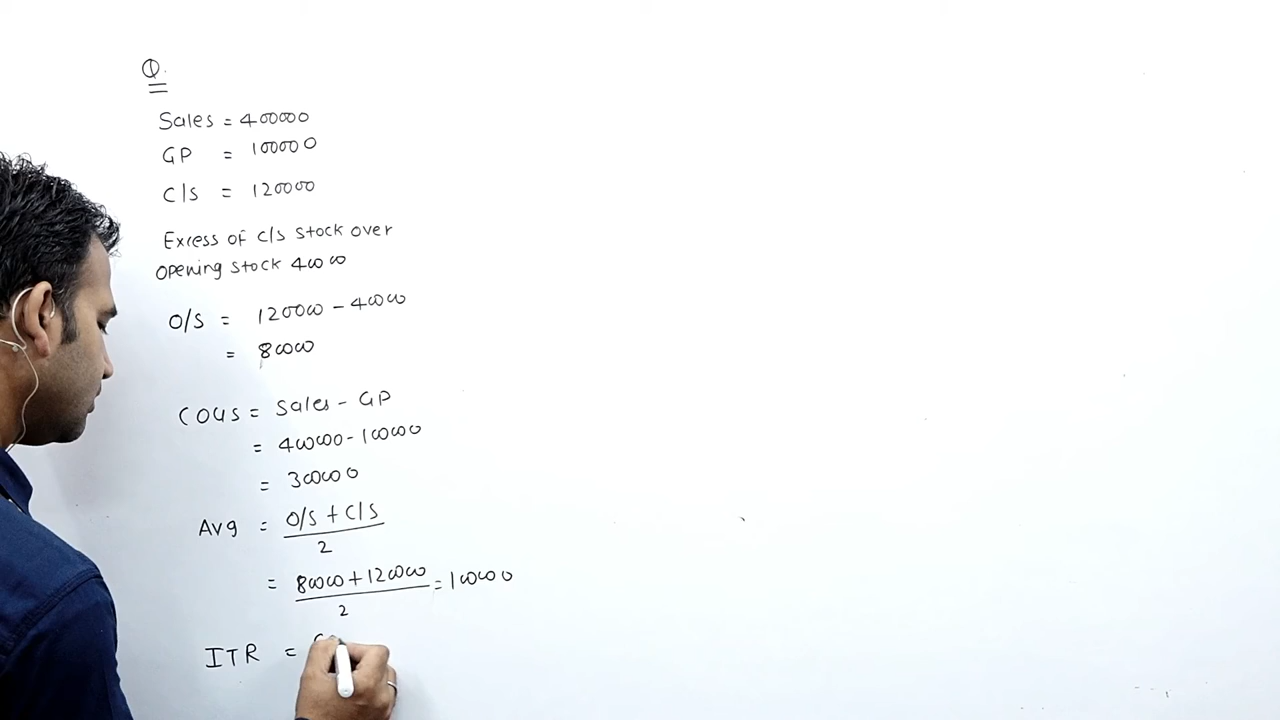 Q.
Sales = 400000
GP = 100000
C/S = 120000
Excess of C/S stock over
opening stock 40000
O/S = 120000 - 40000
= 80000
COGS = Sales - GP
= 400000 - 100000
= 300000
Avg = O/S + C/S
2
= 80000 + 120000 = 100000
2
ITR =